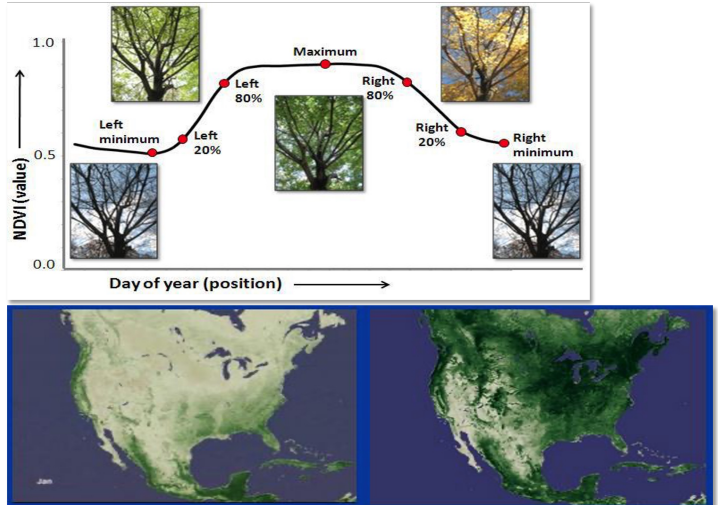 1.0
Maximum
Left
80%
Right
80%
Left
minimum
Left
20%
Right
20%
Right
minimum
0.5
NDVI (value)
0.0
Day of year (position)
Jan